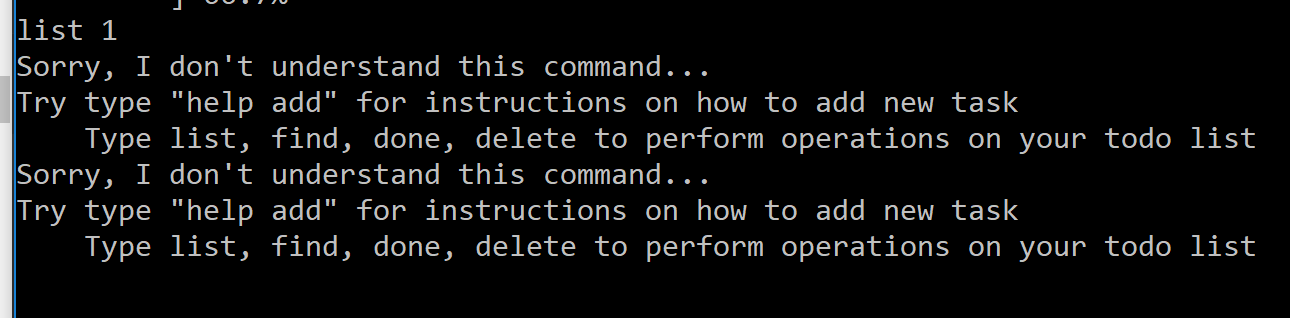 list 1
Sorry, I don't understand this command...
Try type "help add" for instructions on how to add new task
    Type list, find, done, delete to perform operations on your todo list
Sorry, I don't understand this command...
Try type "help add" for instructions on how to add new task
    Type list, find, done, delete to perform operations on your todo list